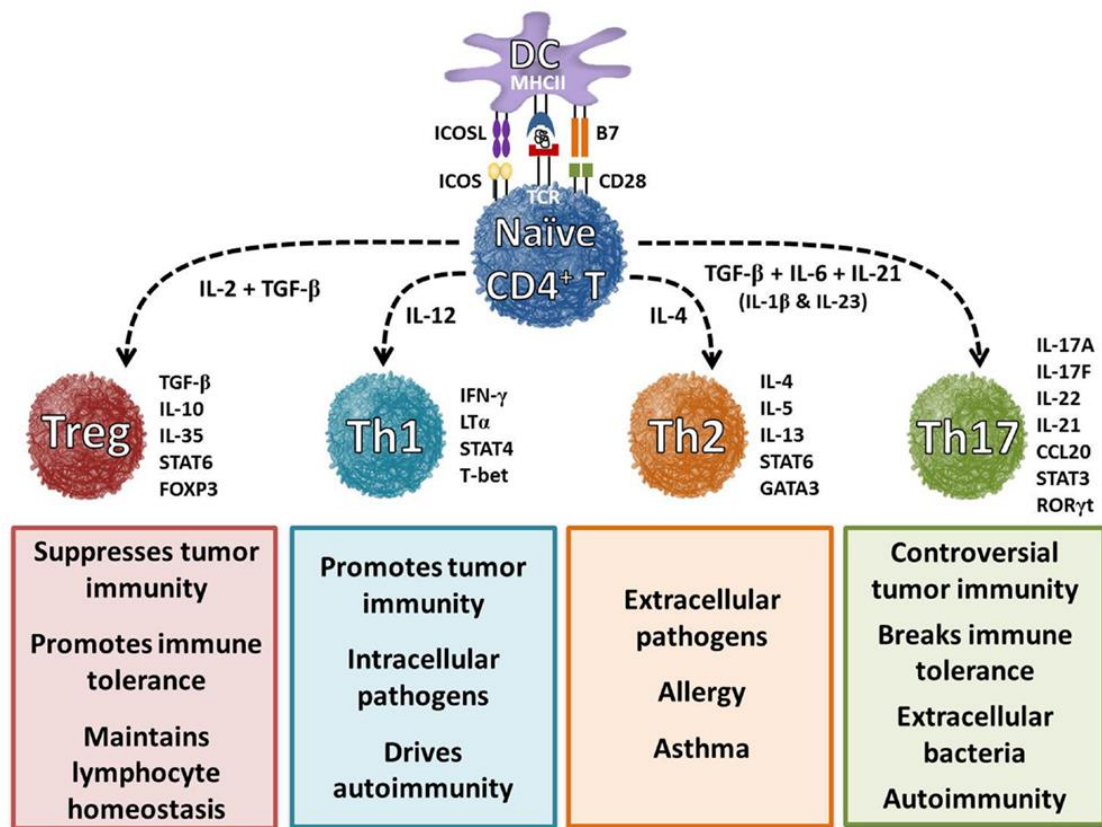 DC
MHCII
ICOSL
B7
ICOS
CD28
TCR
Naïve
CD4⁺ T
IL-2 + TGF-β
IL-12
IL-4
TGF-β + IL-6 + IL-21
(IL-1β & IL-23)
Treg
TGF-β
IL-10
IL-35
STAT6
FOXP3
Th1
IFN-γ
LTα
STAT4
T-bet
Th2
IL-4
IL-5
IL-13
STAT6
GATA3
Th17
IL-17A
IL-17F
IL-22
IL-21
CCL20
STAT3
RORγt
Suppresses tumor
immunity
Promotes immune
tolerance
Maintains
lymphocyte
homeostasis
Promotes tumor
immunity
Intracellular
pathogens
Drives
autoimmunity
Extracellular
pathogens
Allergy
Asthma
Controversial
tumor immunity
Breaks immune
tolerance
Extracellular
bacteria
Autoimmunity